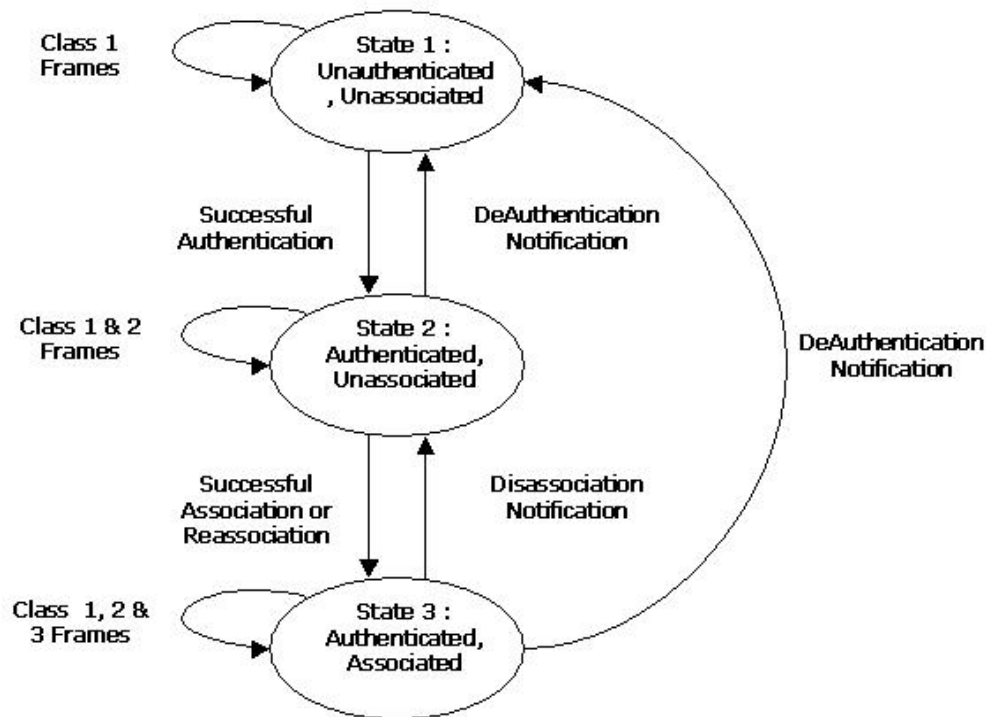 Class 1
Frames
State 1 :
Unauthenticated
, Unassociated
Successful
Authentication
DeAuthentication
Notification
Class 1 & 2
Frames
State 2 :
Authenticated,
Unassociated
DeAuthentication
Notification
Successful
Association or
Reassociation
Disassociation
Notification
Class 1, 2 &
3 Frames
State 3 :
Authenticated,
Associated